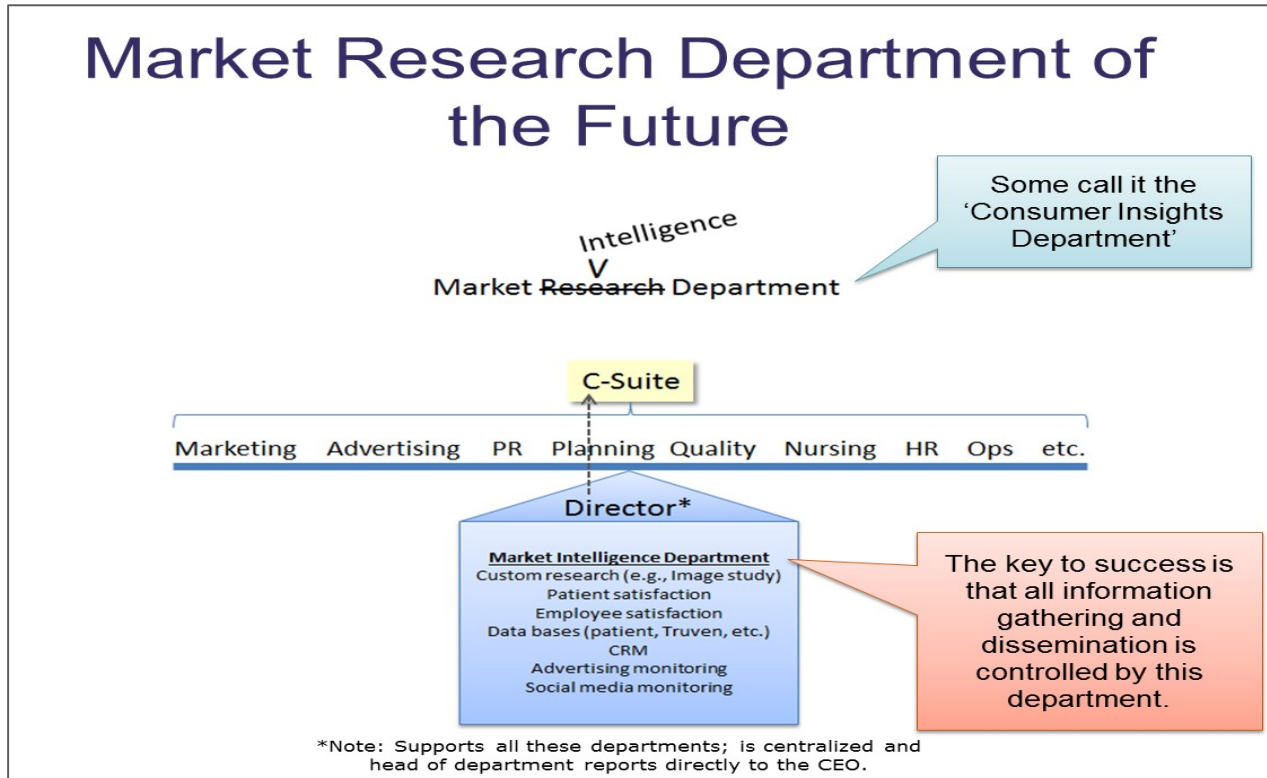 Market Research Department of
the Future
Some call it the
‘Consumer Insights
Department’
Intelligence
V
Market Research Department
C-Suite
Marketing Advertising PR Planning Quality Nursing HR Ops etc.
Director*
Market Intelligence Department
Custom research (e.g., Image study)
Patient satisfaction
Employee satisfaction
Data bases (patient, Truven, etc.)
CRM
Advertising monitoring
Social media monitoring
The key to success is
that all information
gathering and
dissemination is
controlled by this
department.
*Note: Supports all these departments; is centralized and
head of department reports directly to the CEO.